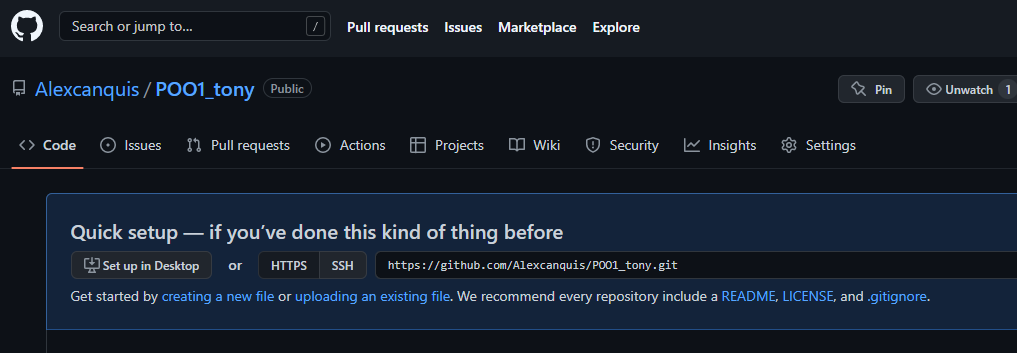 Search or jump to... / Pull requests Issues Marketplace Explore
Alexcanquis / POO1_tony Public Pin Unwatch 1
Code Issues Pull requests Actions Projects Wiki Security Insights Settings
Quick setup — if you’ve done this kind of thing before
Set up in Desktop or HTTPS SSH https://github.com/Alexcanquis/POO1_tony.git
Get started by creating a new file or uploading an existing file. We recommend every repository include a README, LICENSE, and .gitignore.